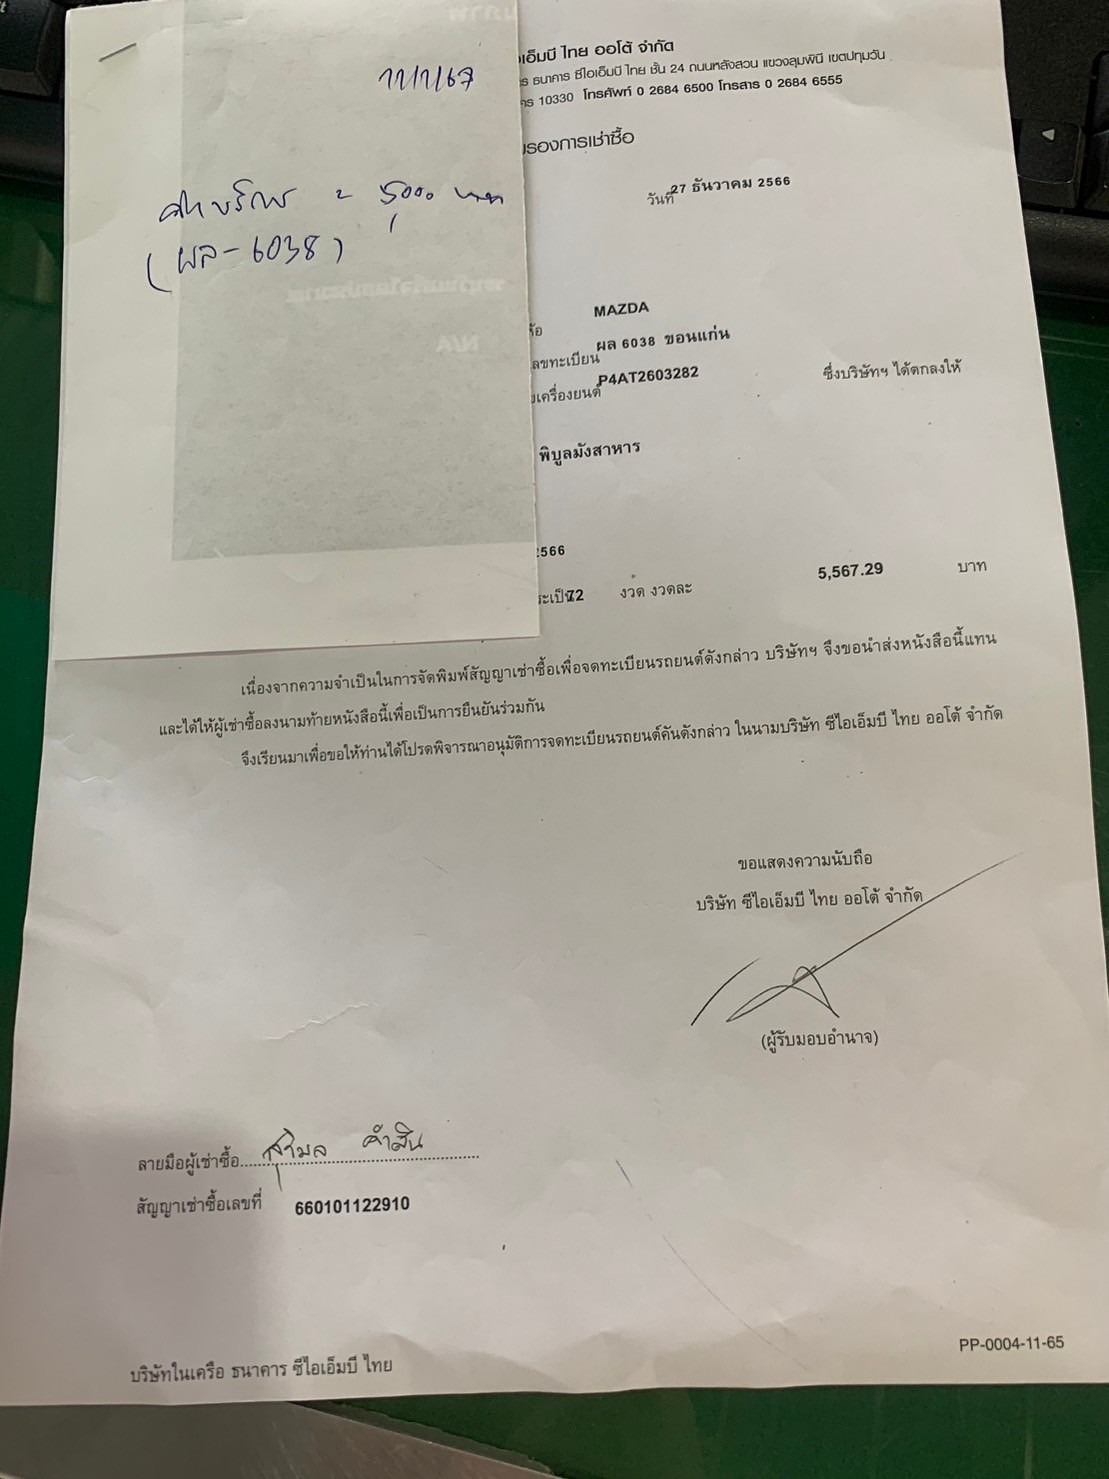 11/1/67
ค่าบริการ = 5,000 บาท
(ผล-6038)
เอ็มบี ไทย ออโต้ จำกัด
ธนาคาร ซีไอเอ็มบี ไทย ชั้น 24 ถนนหลังสวน แขวงลุมพินี เขตปทุมวัน
10330 โทรศัพท์ 0 2684 6500 โทรสาร 0 2684 6555
รองการเช่าซื้อ
วันที่ 27 ธันวาคม 2566
MAZDA
ลขทะเบียน ผล 6038 ขอนแก่น
เครื่องยนต์ P4AT2603282 ซึ่งบริษัทฯ ได้ตกลงให้
พิบูลมังสาหาร
2566
ระเป็น 72 งวด งวดละ 5,567.29 บาท
เนื่องจากความจำเป็นในการจัดพิมพ์สัญญาเช่าซื้อเพื่อจดทะเบียนรถยนต์ดังกล่าว บริษัทฯ จึงขอนำส่งหนังสือนี้แทน
และได้ให้ผู้เช่าซื้อลงนามท้ายหนังสือนี้เพื่อเป็นการยืนยันร่วมกัน
จึงเรียนมาเพื่อขอให้ท่านได้โปรดพิจารณาอนุมัติการจดทะเบียนรถยนต์คันดังกล่าว ในนามบริษัท ซีไอเอ็มบี ไทย ออโต้ จำกัด
ขอแสดงความนับถือ
บริษัท ซีไอเอ็มบี ไทย ออโต้ จำกัด
(ผู้รับมอบอำนาจ)
ลายมือผู้เช่าซื้อ คำสิน
สัญญาเช่าซื้อเลขที่ 660101122910
PP-0004-11-65
บริษัทในเครือ ธนาคาร ซีไอเอ็มบี ไทย